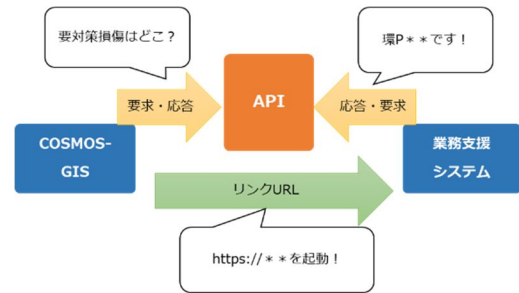 要対策損傷はどこ？
環P＊＊です！
要求・応答
API
応答・要求
COSMOS-
GIS
業務支援
システム
リンクURL
https://＊＊を起動！